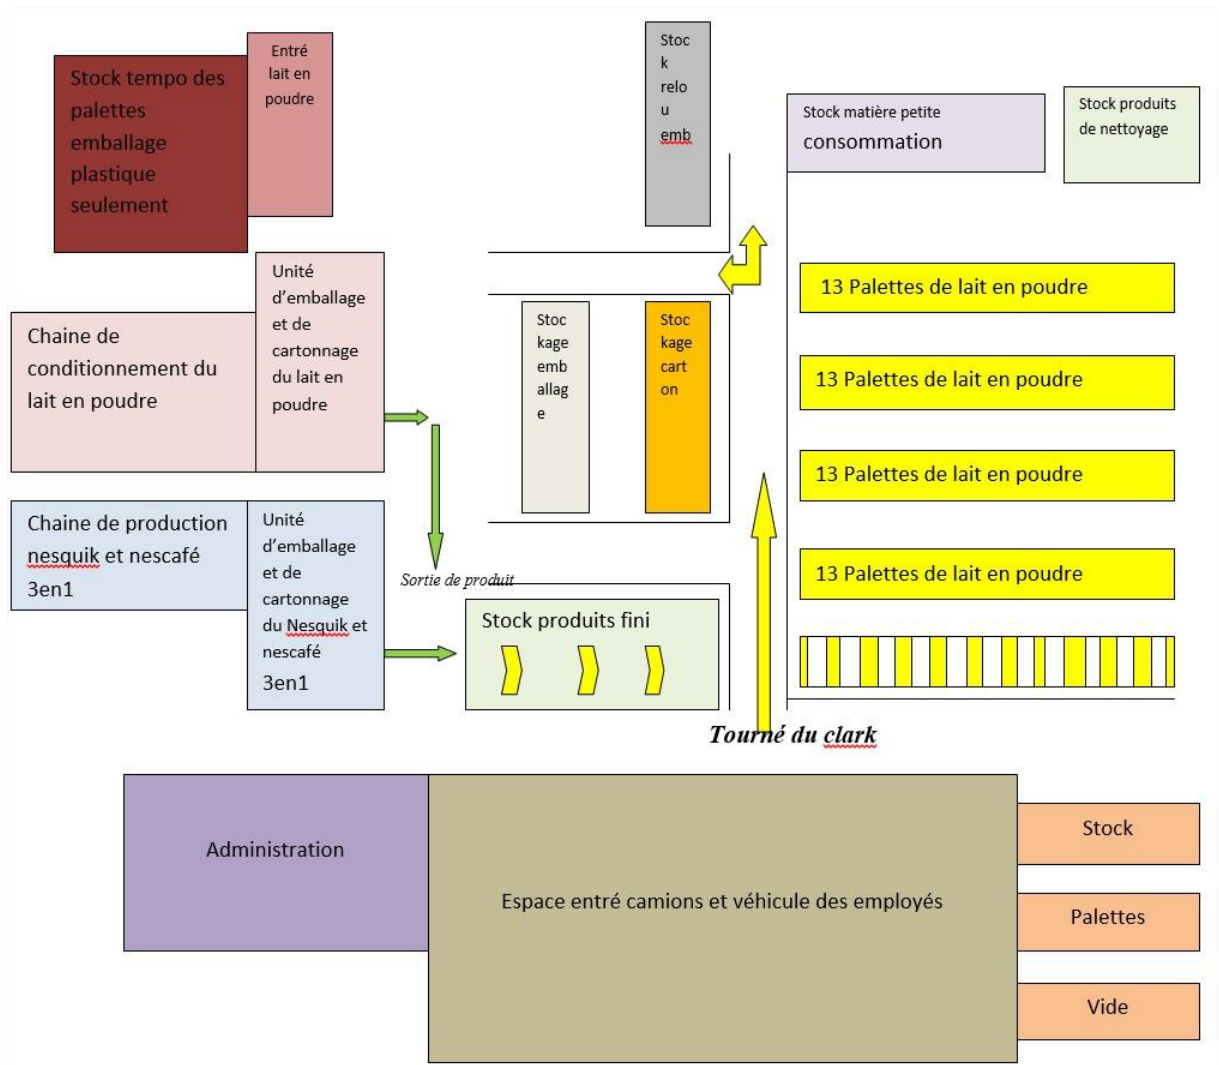 Stock tempo des
palettes
emballage
plastique
seulement
Entré
lait en
poudre
Stoc
k
relo
u
emb
Stock matière petite
consommation
Stock produits
de nettoyage
Unité
d’emballage
et de
cartonnage
du lait en
poudre
Chaine de
conditionnement du
lait en poudre
Stoc
kage
emb
allag
e
Stoc
kage
cart
on
13 Palettes de lait en poudre
13 Palettes de lait en poudre
13 Palettes de lait en poudre
13 Palettes de lait en poudre
Chaine de production
nesquik et nescafé
3en1
Unité
d’emballage
et de
cartonnage
du Nesquik et
nescafé
3en1
Sortie de produit
Stock produits fini
Tourné du clark
Administration
Espace entré camions et véhicule des employés
Stock
Palettes
Vide